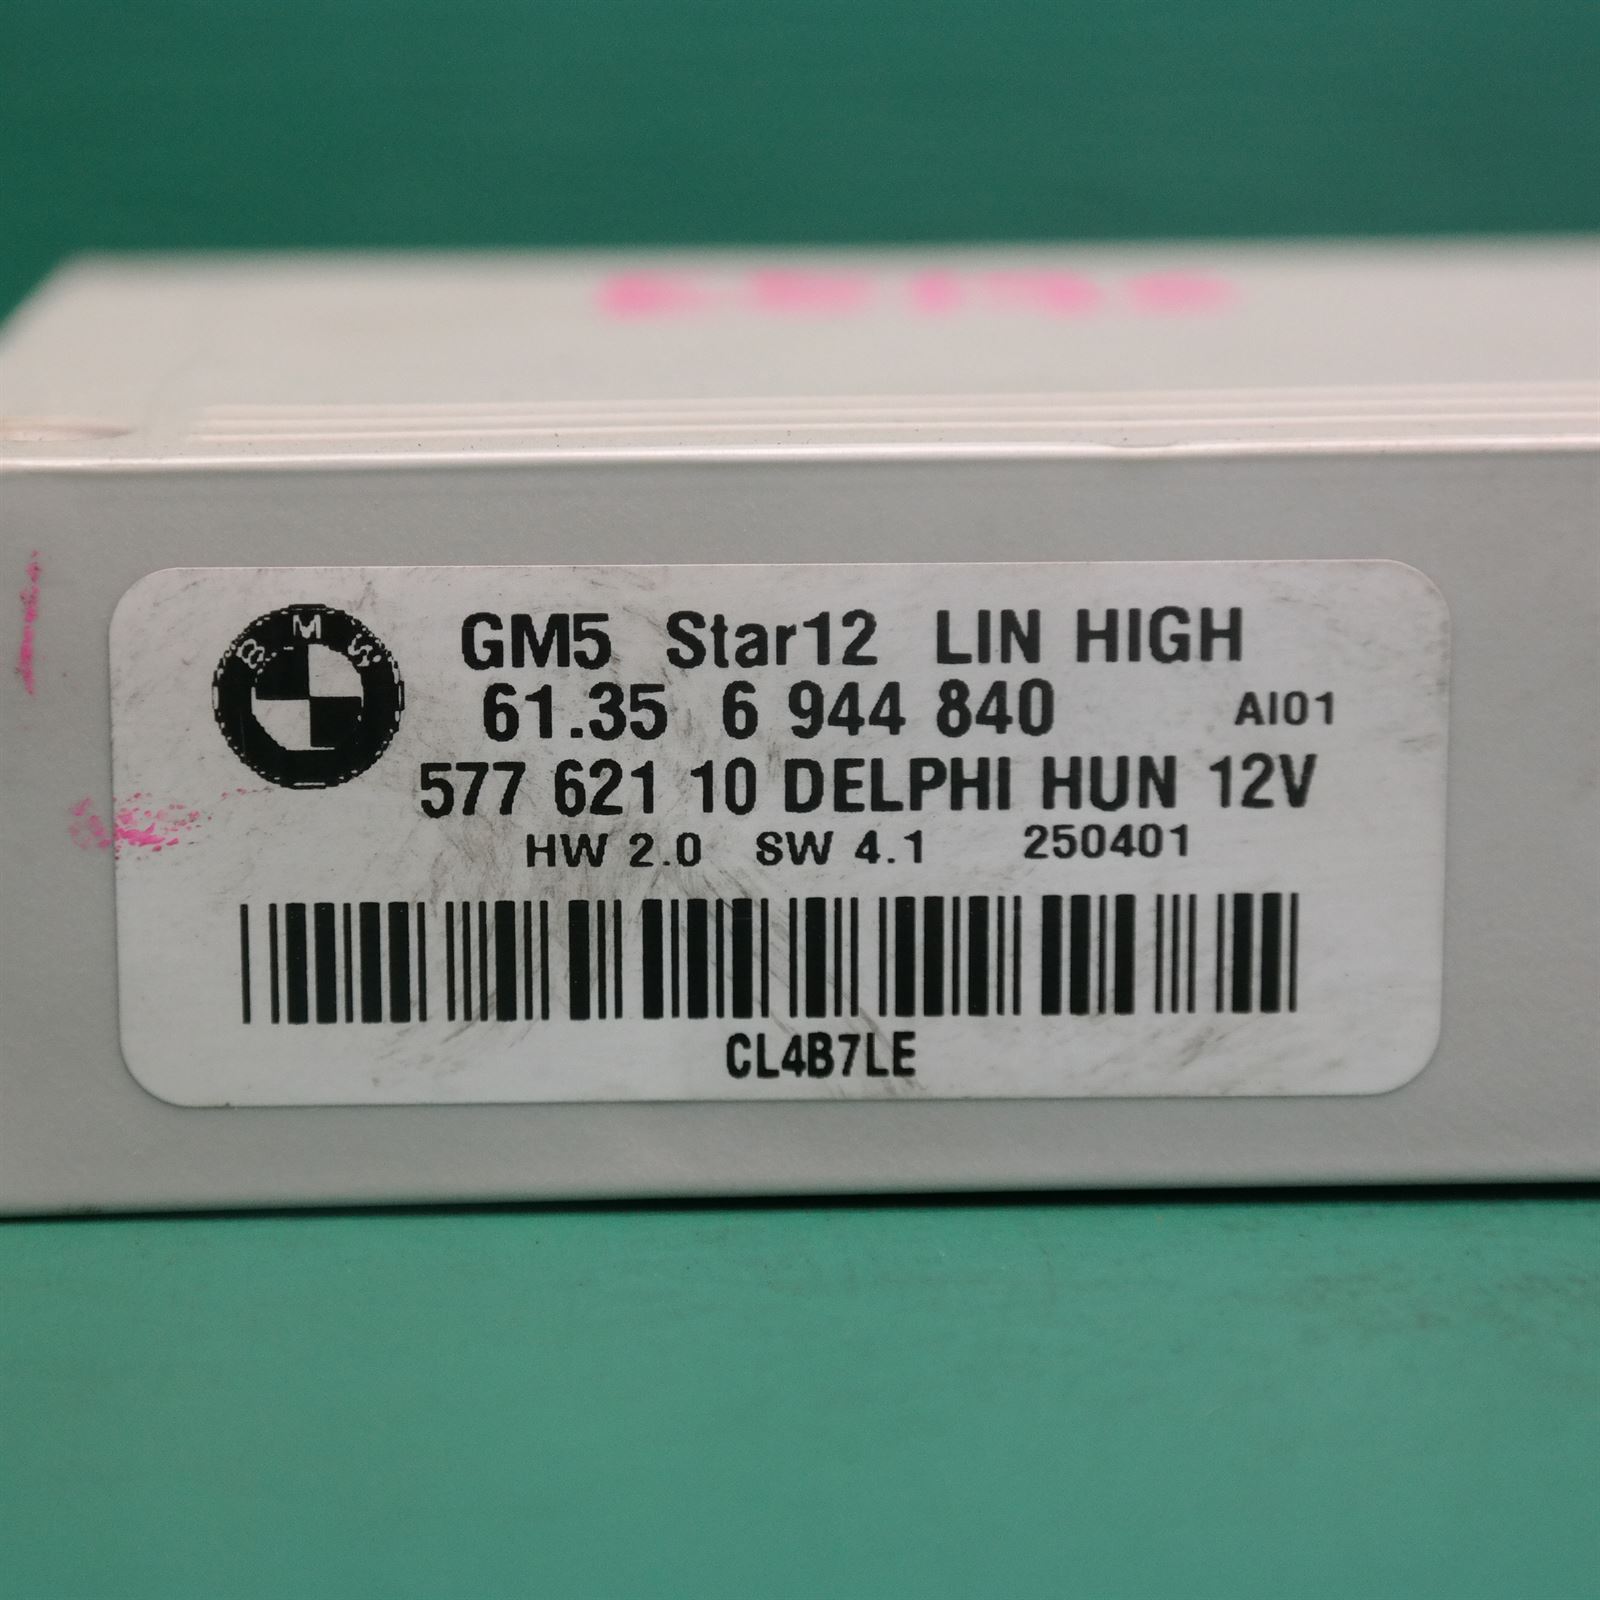 BMW
GM5 Star12 LIN HIGH
61.35 6 944 840 AI01
577 621 10 DELPHI HUN 12V
HW 2.0 SW 4.1 250401
CL4B7LE